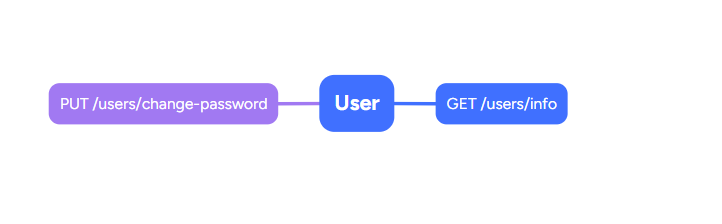 PUT /users/change-password
User
GET /users/info